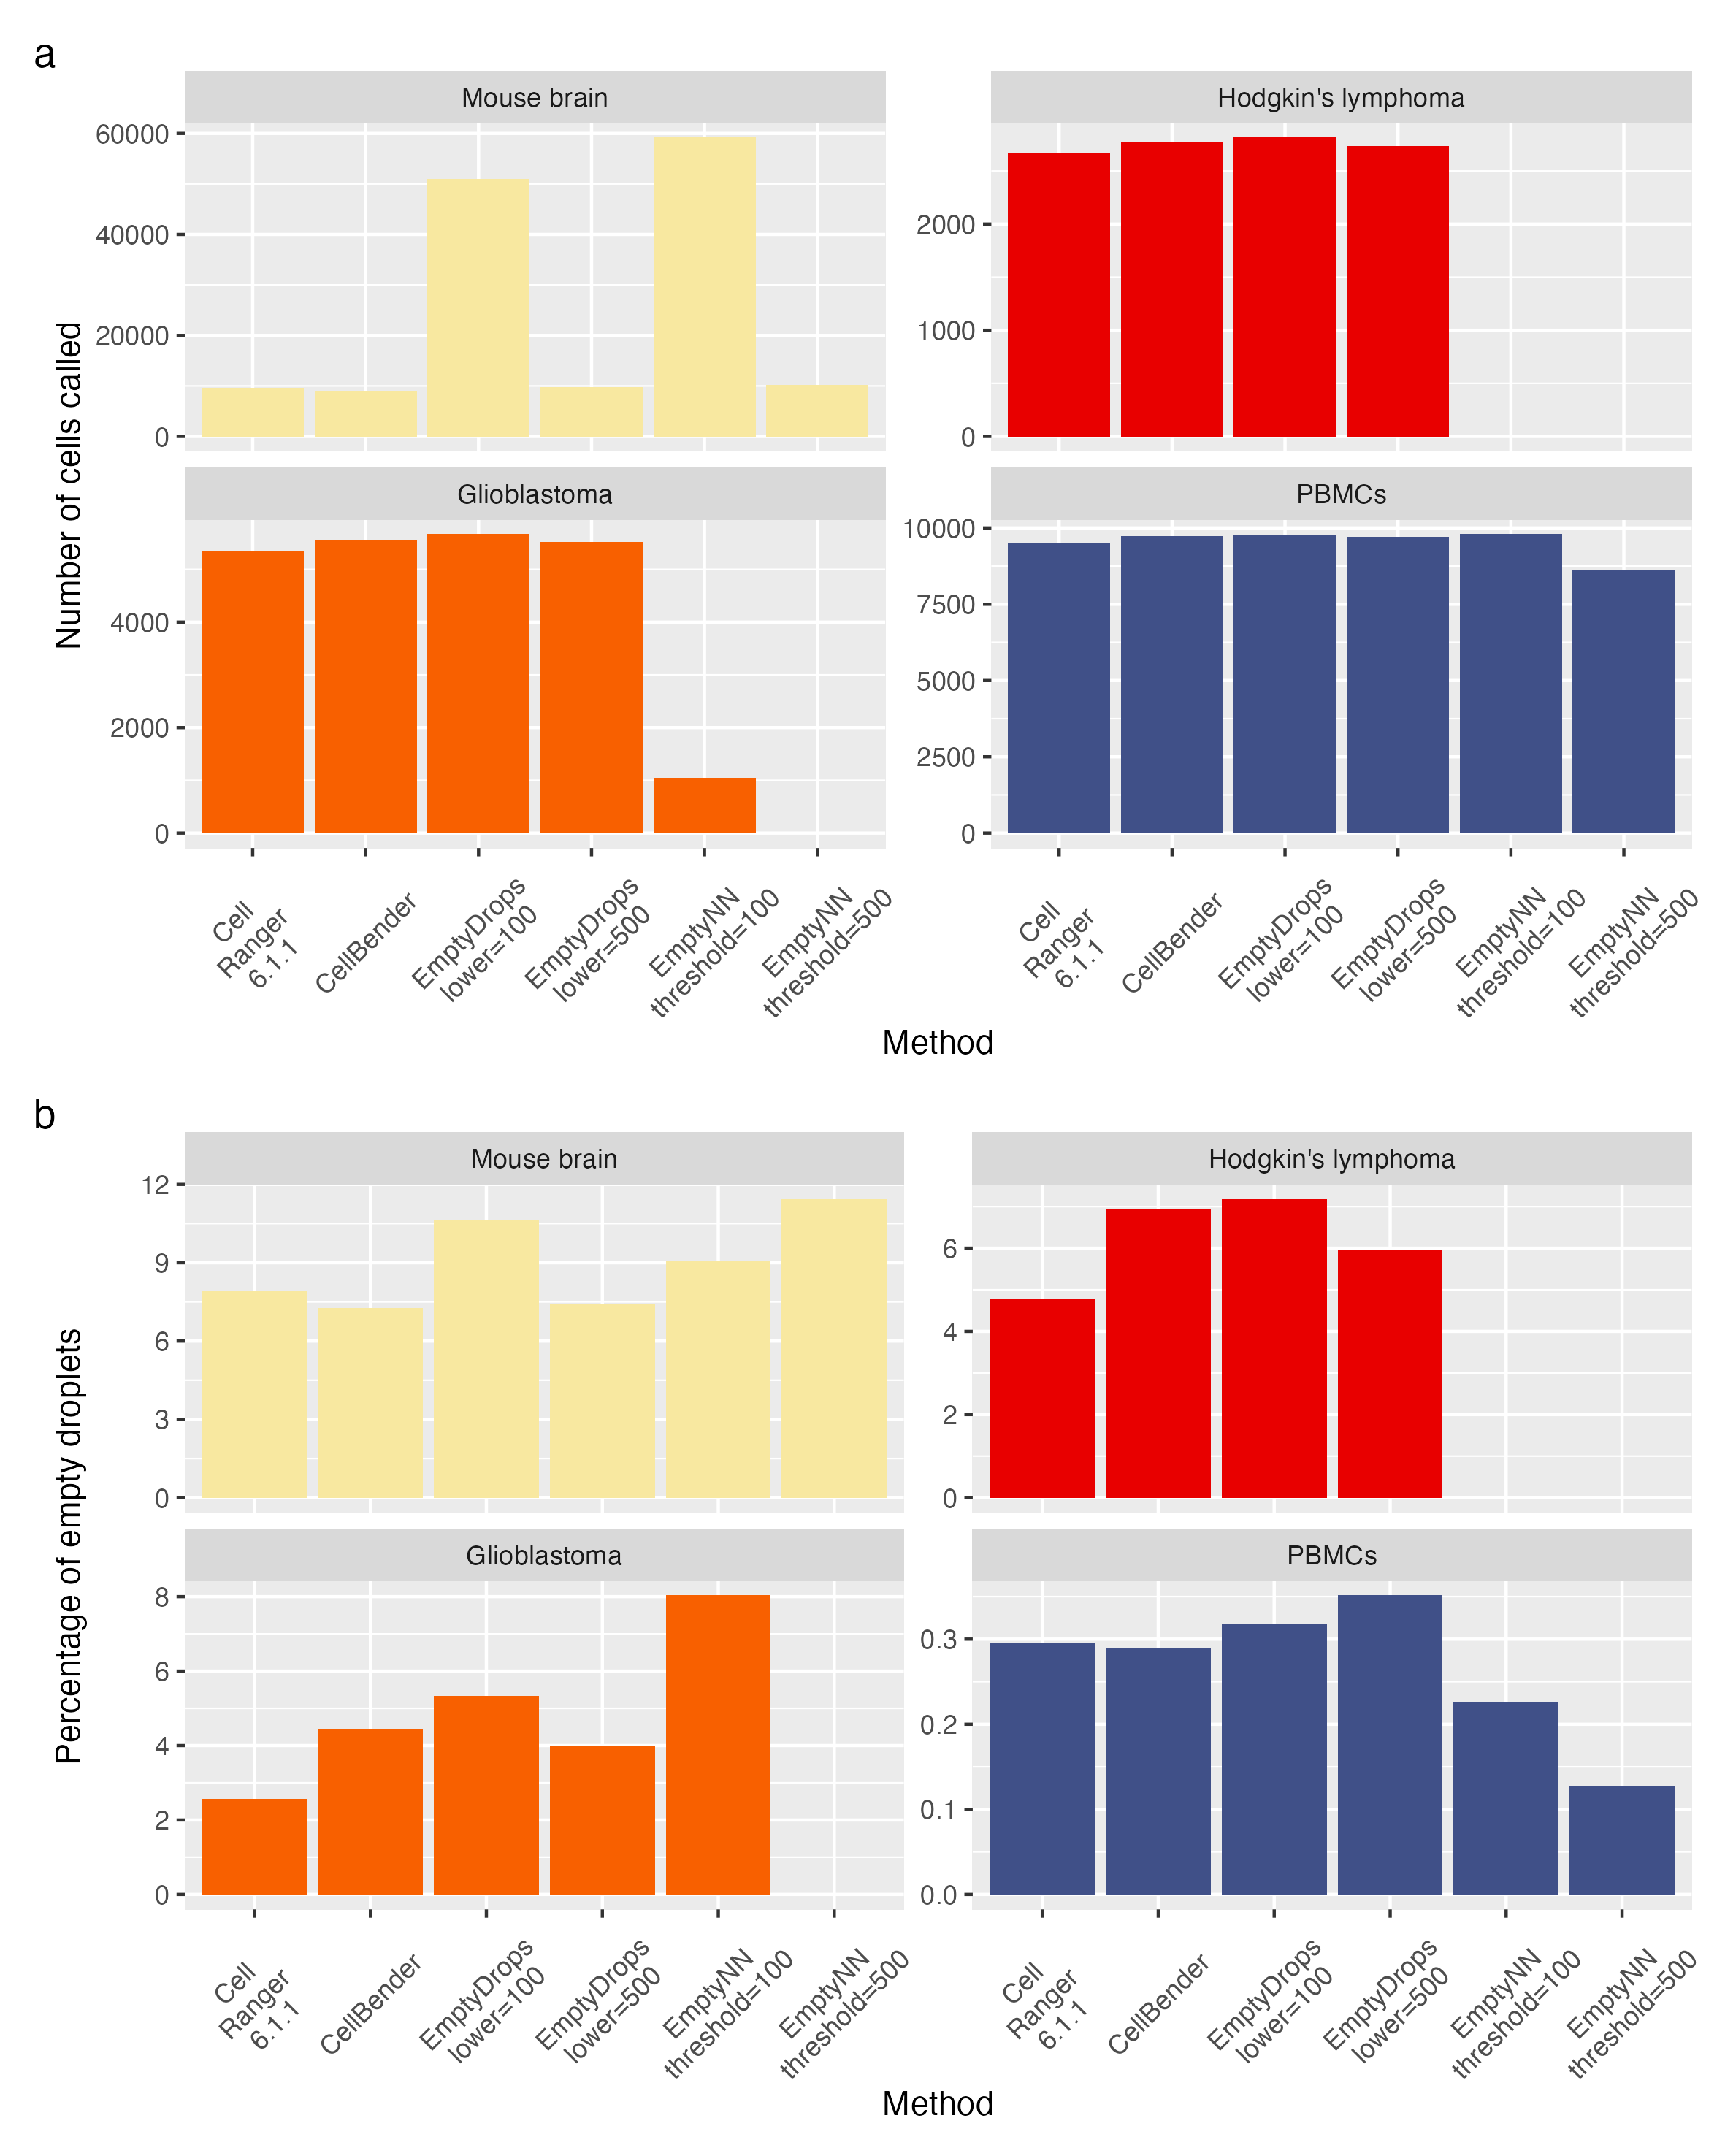 a
Mouse brain
Hodgkin's lymphoma
Number of cells called
60000
40000
20000
0
2000
1000
0
Glioblastoma
PBMCs
4000
2000
0
10000
7500
5000
2500
0
Cell
Ranger
6.1.1
CellBender
EmptyDrops
lower=100
EmptyDrops
lower=500
EmptyNN
threshold=100
EmptyNN
threshold=500
Cell
Ranger
6.1.1
CellBender
EmptyDrops
lower=100
EmptyDrops
lower=500
EmptyNN
threshold=100
EmptyNN
threshold=500
Method
b
Mouse brain
Hodgkin's lymphoma
Percentage of empty droplets
12
9
6
3
0
6
4
2
0
Glioblastoma
PBMCs
8
6
4
2
0
0.3
0.2
0.1
0.0
Cell
Ranger
6.1.1
CellBender
EmptyDrops
lower=100
EmptyDrops
lower=500
EmptyNN
threshold=100
EmptyNN
threshold=500
Cell
Ranger
6.1.1
CellBender
EmptyDrops
lower=100
EmptyDrops
lower=500
EmptyNN
threshold=100
EmptyNN
threshold=500
Method